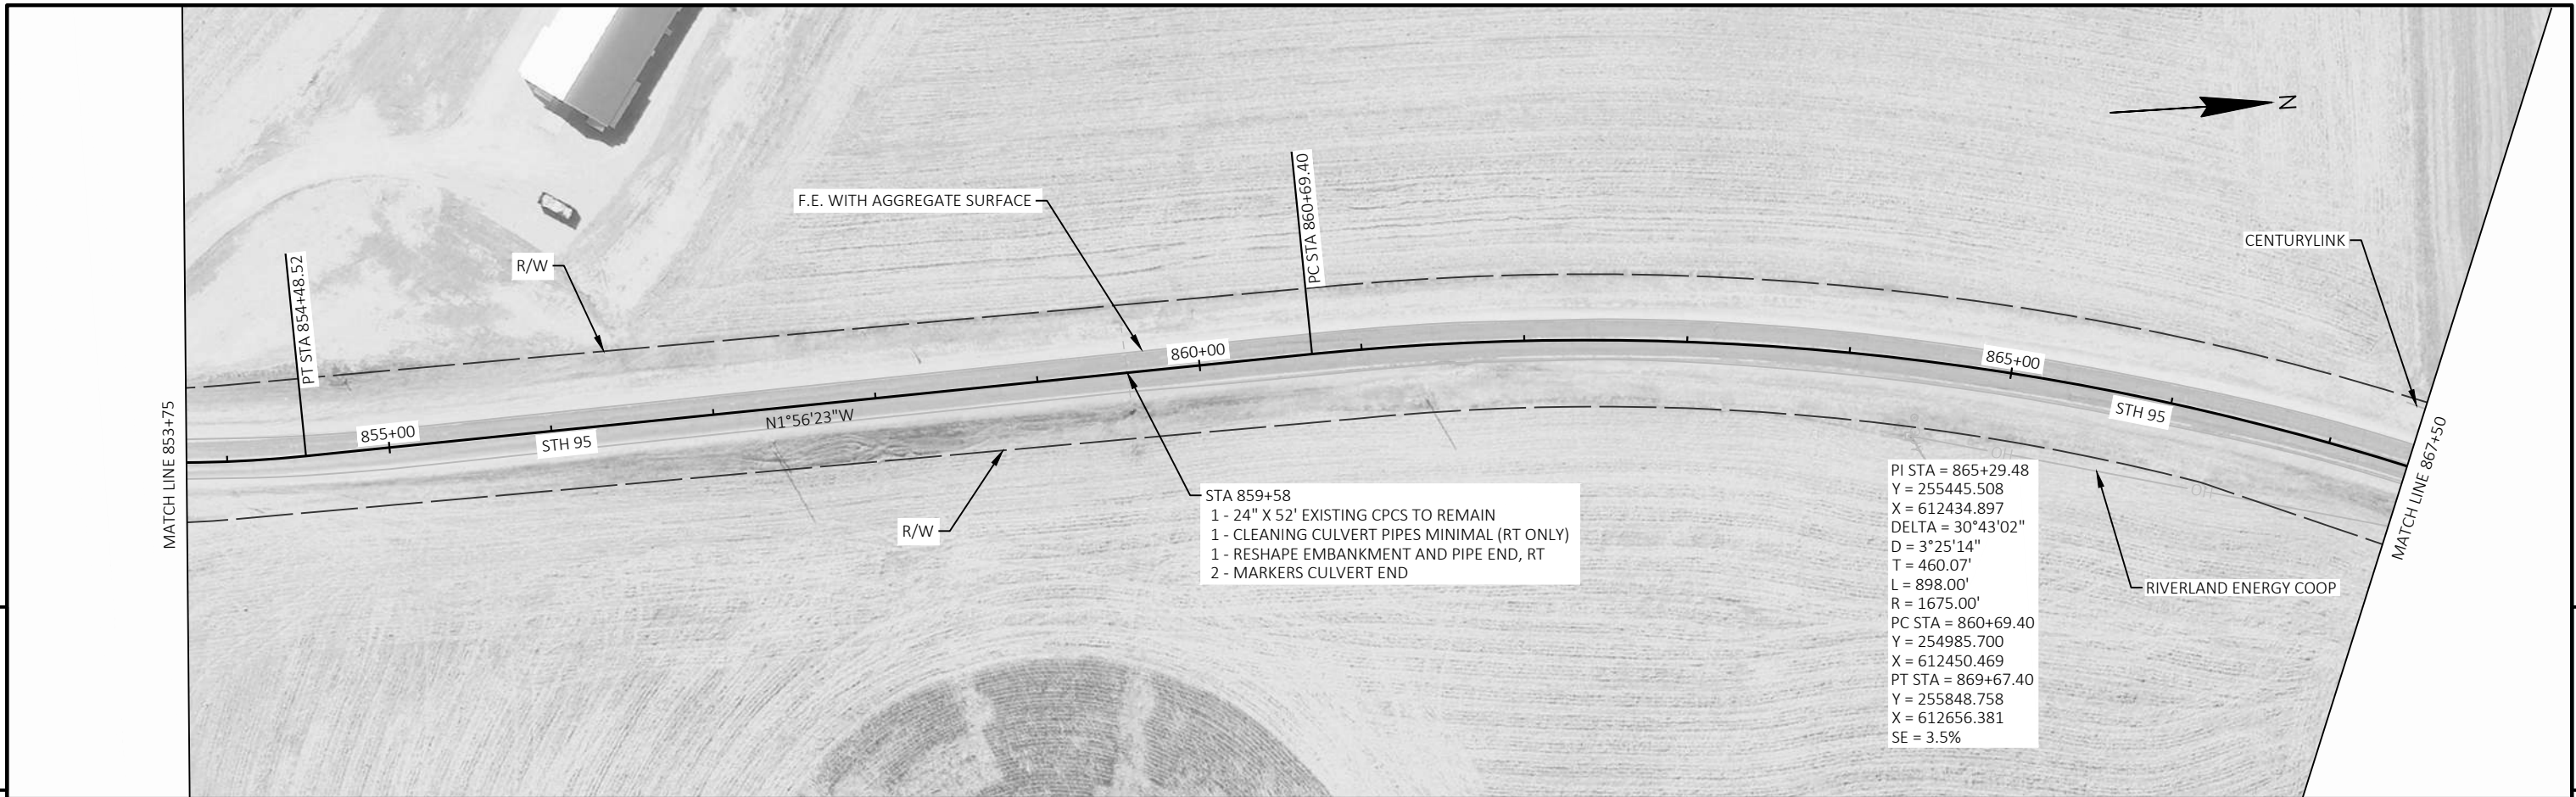 N
F.E. WITH AGGREGATE SURFACE
PC STA 860+69.40
CENTURYLINK
R/W
PT STA 854+48.52
860+00
865+00
STH 95
N1°56'23"W
855+00
STH 95
MATCH LINE 853+75
MATCH LINE 867+50
OH
OH
R/W
STA 859+58
1 - 24" X 52' EXISTING CPCS TO REMAIN
1 - CLEANING CULVERT PIPES MINIMAL (RT ONLY)
1 - RESHAPE EMBANKMENT AND PIPE END, RT
2 - MARKERS CULVERT END
PI STA = 865+29.48
Y = 255445.508
X = 612434.897
DELTA = 30°43'02"
D = 3°25'14"
T = 460.07'
L = 898.00'
R = 1675.00'
PC STA = 860+69.40
Y = 254985.700
X = 612450.469
PT STA = 869+67.40
Y = 255848.758
X = 612656.381
SE = 3.5%
RIVERLAND ENERGY COOP